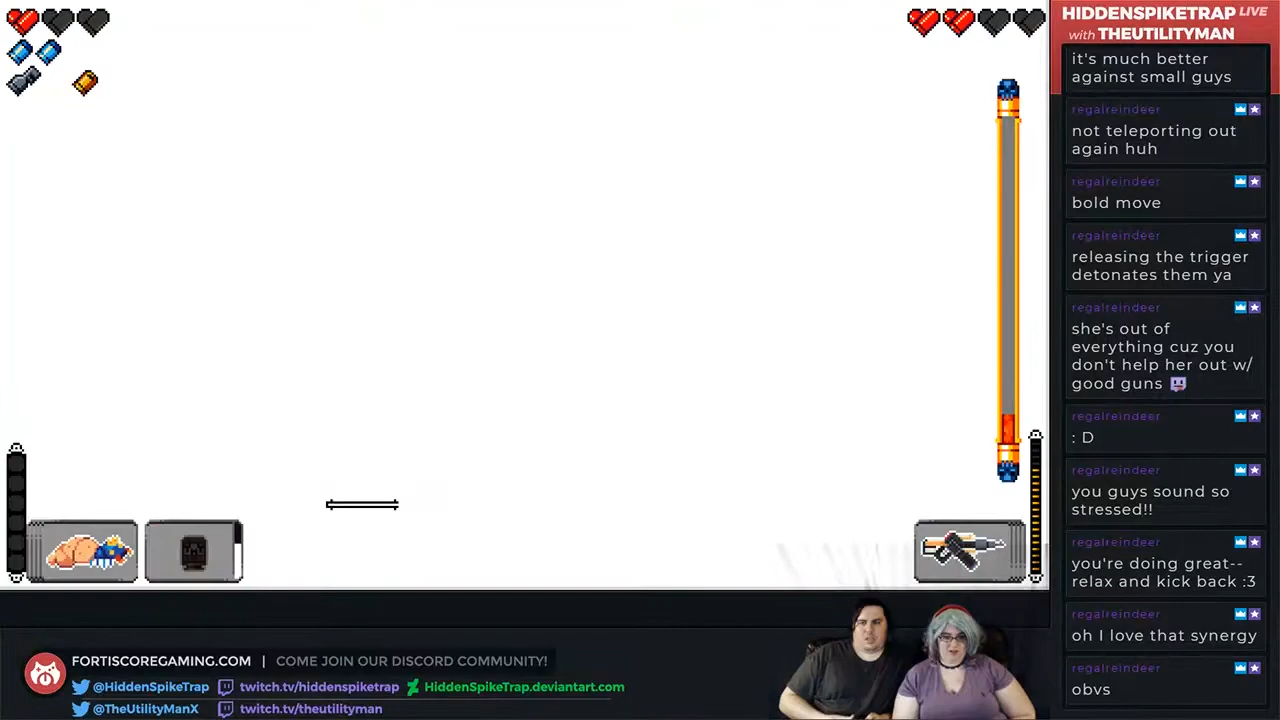 HIDDENSPIKETRAP LIVE
with THEUTILITYMAN
it's much better
against small guys
regalreindeer
not teleporting out
again huh
regalreindeer
bold move
regalreindeer
releasing the trigger
detonates them ya
regalreindeer
she's out of
everything cuz you
don't help her out w/
good guns
regalreindeer
: D
regalreindeer
you guys sound so
stressed!!
regalreindeer
you're doing great--
relax and kick back :3
regalreindeer
oh I love that synergy
regalreindeer
obvs
FORTISCOREGAMING.COM | COME JOIN OUR DISCORD COMMUNITY!
@HiddenSpikeTrap twitch.tv/hiddenspiketrap HiddenSpikeTrap.deviantart.com
@TheUtilityManX twitch.tv/theutilityman